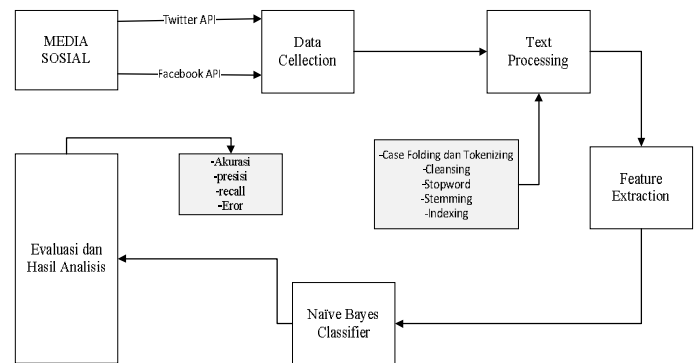 MEDIA
SOSIAL
Twitter API
Facebook API
Data
Cellection
Text
Processing
-Case Folding dan Tokenizing
-Cleansing
-Stopword
-Stemming
-Indexing
Feature
Extraction
Naïve Bayes
Classifier
Evaluasi dan
Hasil Analisis
-Akurasi
-presisi
-recall
-Eror